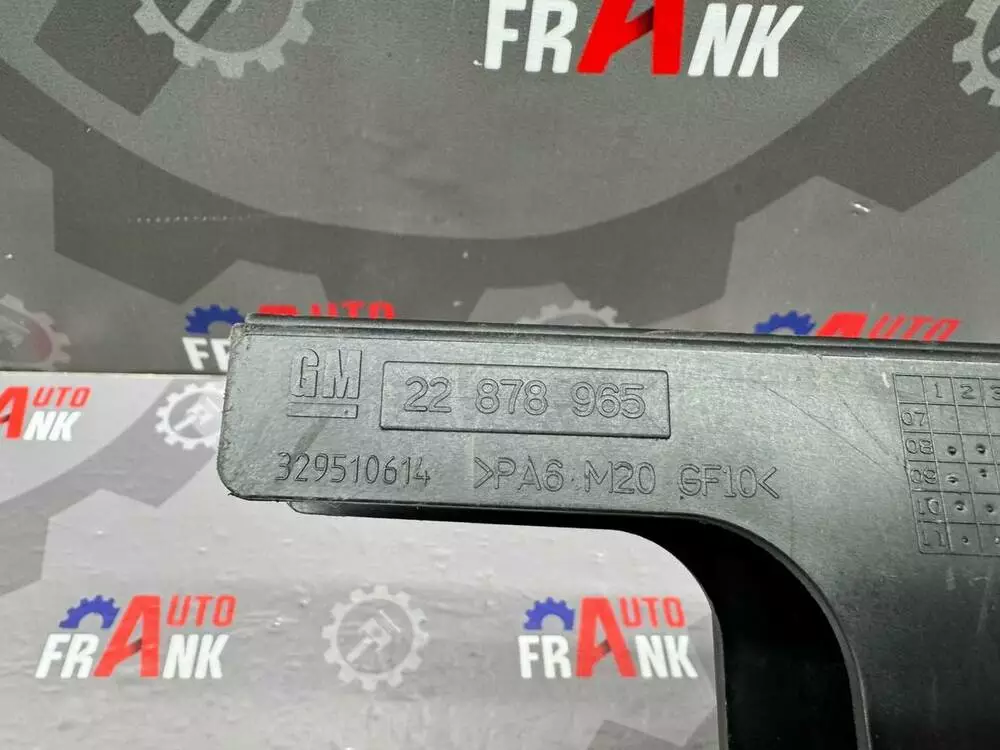 FRANK
AUTO
FRANK
AUTO
AUTO
FRANK
GM
22 878 965
329510614 >PA6 M20 GF10<
1 2 3
07
08
09
10
11
AUTO
FRANK
AUTO
FRANK